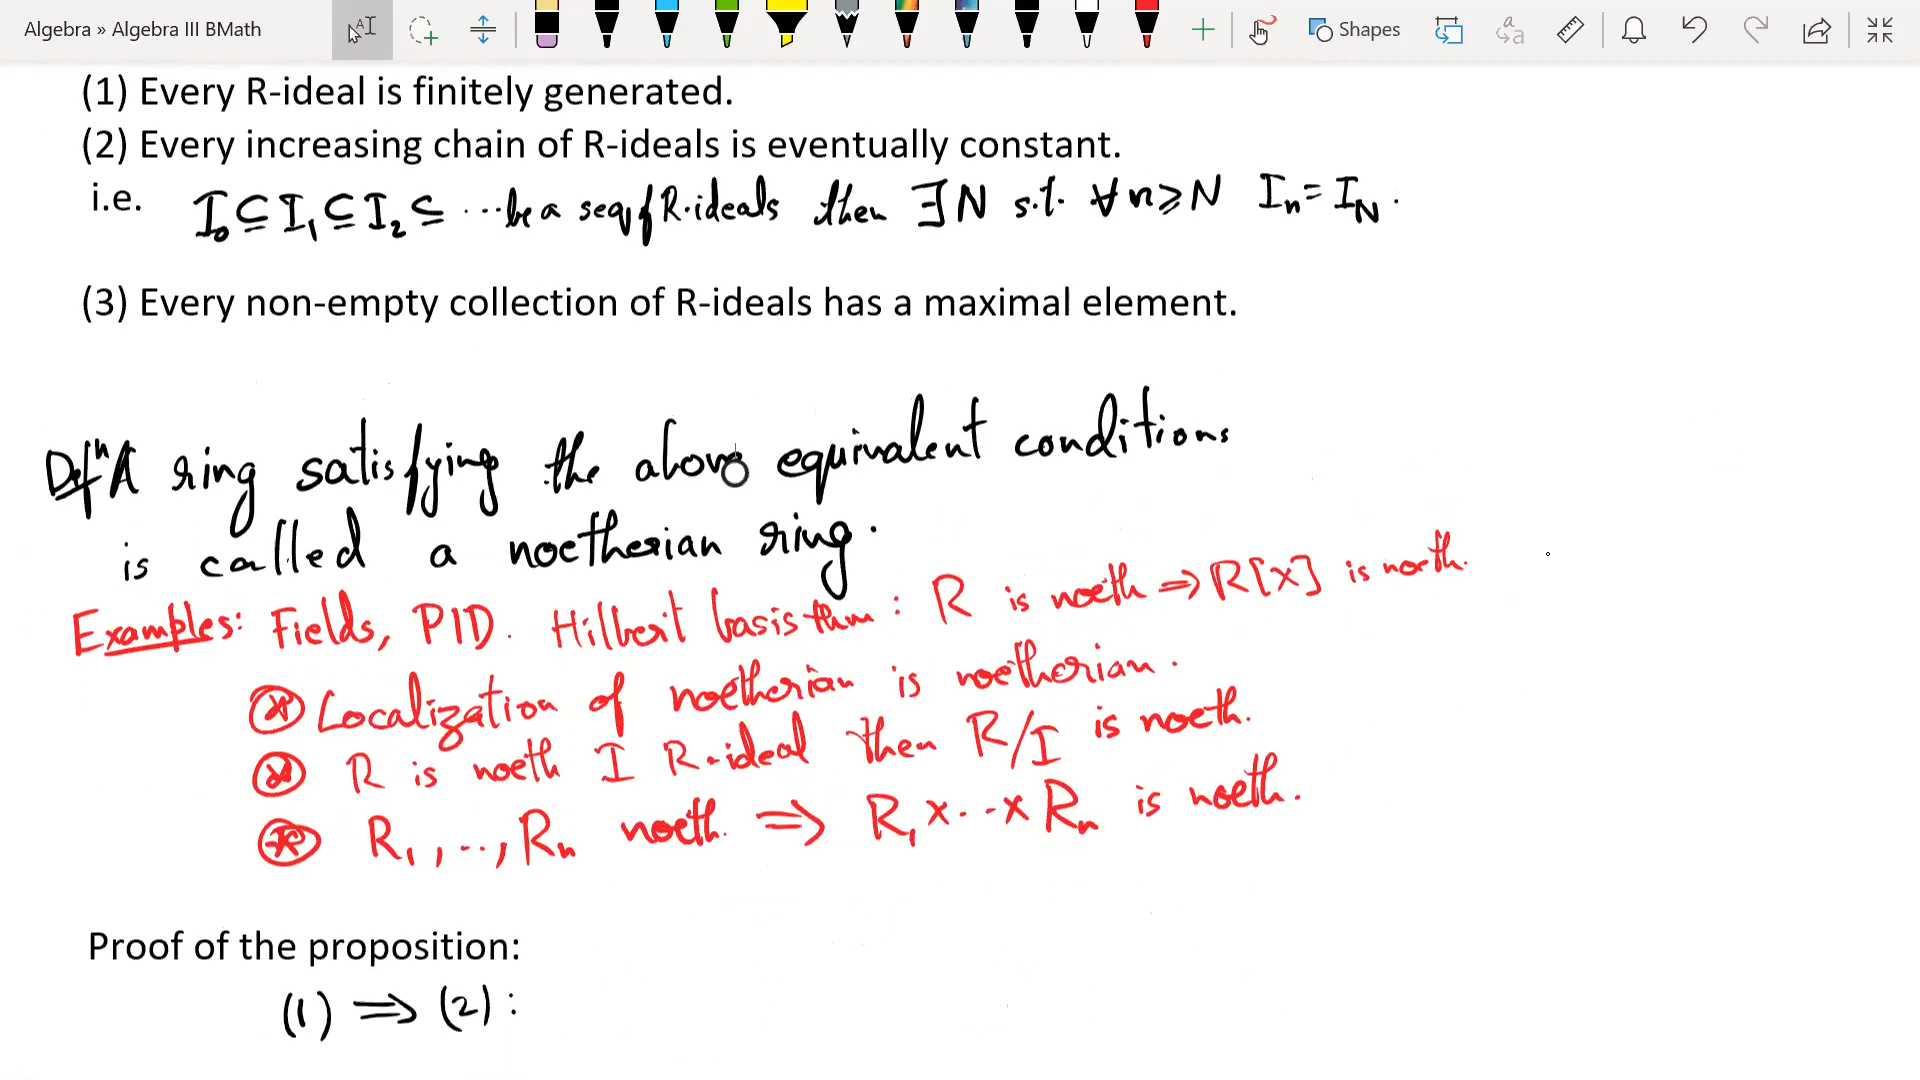 Algebra » Algebra III BMath
Shapes
(1) Every R-ideal is finitely generated.
(2) Every increasing chain of R-ideals is eventually constant.
i.e. I₀ ⊆ I₁ ⊆ I₂ ⊆ ... be a seq of R-ideals then ∃ N s.t. ∀ n ⩾ N Iₙ = I_N.
(3) Every non-empty collection of R-ideals has a maximal element.
Defⁿ A ring satisfying the above equivalent conditions
is called a noetherian ring.
Examples: Fields, PID. Hilbert basis thm: R is noeth ⇒ R[X] is noeth.
⊛ Localization of noetherian is noetherian.
⊛ R is noeth I R-ideal then R/I is noeth.
⊛ R₁, .., Rₙ noeth. ⇒ R₁ × .. × Rₙ is noeth.
Proof of the proposition:
(1) ⇒ (2):